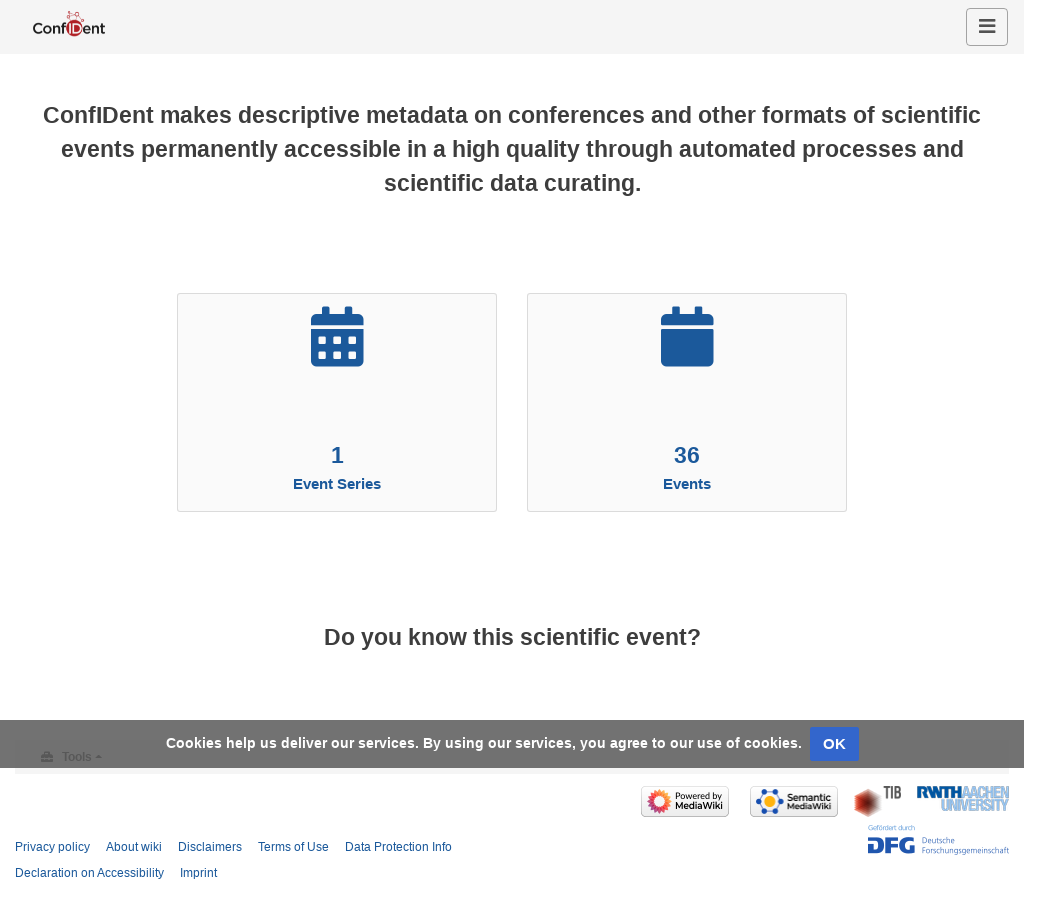 ConfIDent
ConfIDent makes descriptive metadata on conferences and other formats of scientific
events permanently accessible in a high quality through automated processes and
scientific data curating.
1
Event Series
36
Events
Do you know this scientific event?
Cookies help us deliver our services. By using our services, you agree to our use of cookies. OK
Tools
Powered by
MediaWiki
Semantic
MediaWiki
TIB
RWTH AACHEN
UNIVERSITY
Gefördert durch
DFG Deutsche
Forschungsgemeinschaft
Privacy policy About wiki Disclaimers Terms of Use Data Protection Info
Declaration on Accessibility Imprint